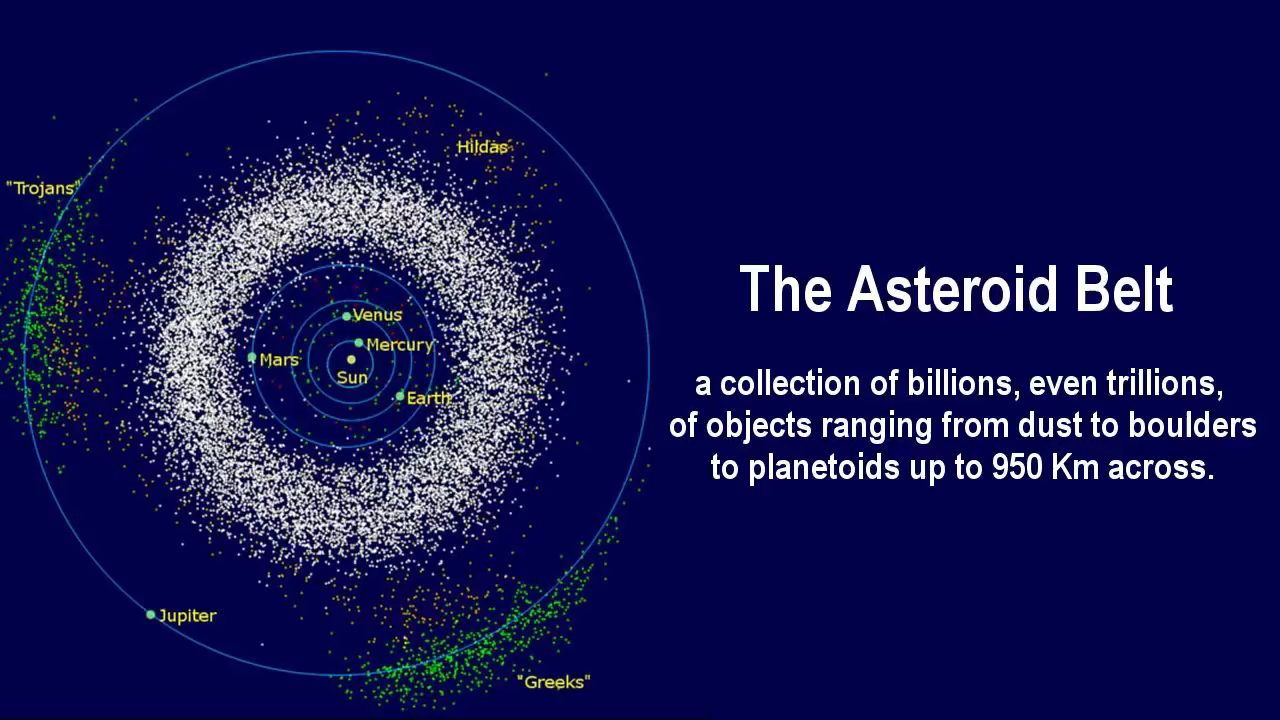 Hildas
"Trojans"
Venus
Mercury
Mars
Sun
Earth
Jupiter
"Greeks"
The Asteroid Belt
a collection of billions, even trillions,
of objects ranging from dust to boulders
to planetoids up to 950 Km across.